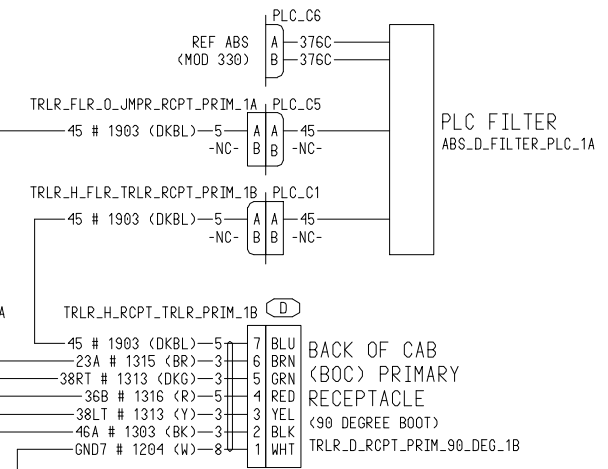 PLC_C6
REF ABS A 376C
(MOD 330) B 376C
TRLR_FLR_O_JMPR_RCPT_PRIM_1A PLC_C5
45 # 1903 (DKBL) 5 A A 45
-NC- B B -NC-
PLC FILTER
ABS_D_FILTER_PLC_1A
TRLR_H_FLR_TRLR_RCPT_PRIM_1B PLC_C1
45 # 1903 (DKBL) 5 A A 45
-NC- B B -NC-
A TRLR_H_RCPT_TRLR_PRIM_1B D
45 # 1903 (DKBL) 5 7 BLU
23A # 1315 (BR) 3 6 BRN
38RT # 1313 (DKG) 3 5 GRN
36B # 1316 (R) 5 4 RED
38LT # 1313 (Y) 3 3 YEL
46A # 1303 (BK) 3 2 BLK
GND7 # 1204 (W) 8 1 WHT
BACK OF CAB
(BOC) PRIMARY
RECEPTACLE
(90 DEGREE BOOT)
TRLR_D_RCPT_PRIM_90_DEG_1B